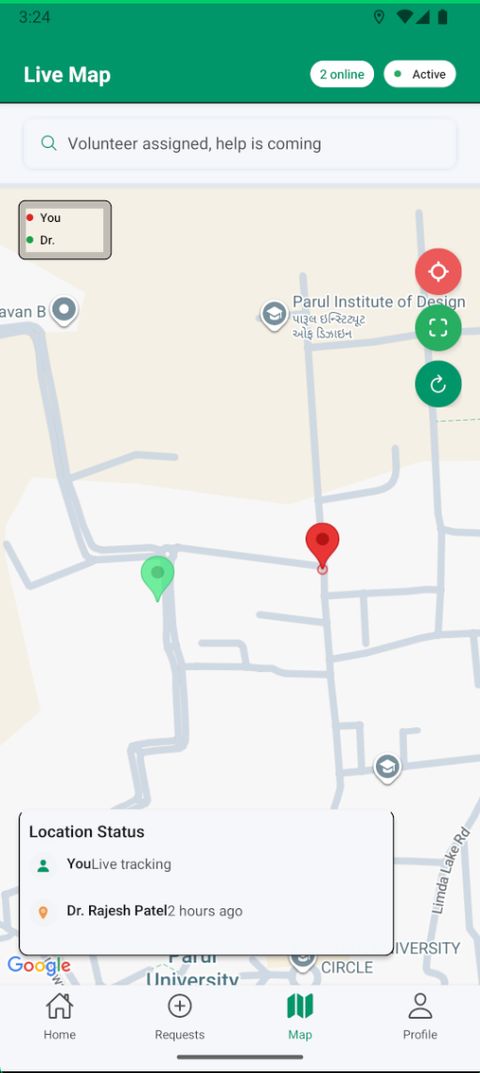 3:24
Live Map
2 online
Active
Volunteer assigned, help is coming
You
Dr.
avan B
Parul Institute of Design
પારૂલ ઇન્સ્ટિટ્યૂટ
ઓફ ડિઝાઇન
Location Status
YouLive tracking
Dr. Rajesh Patel2 hours ago
Limda Lake Rd
Google
Parul
University
IVERSITY
CIRCLE
Home
Requests
Map
Profile